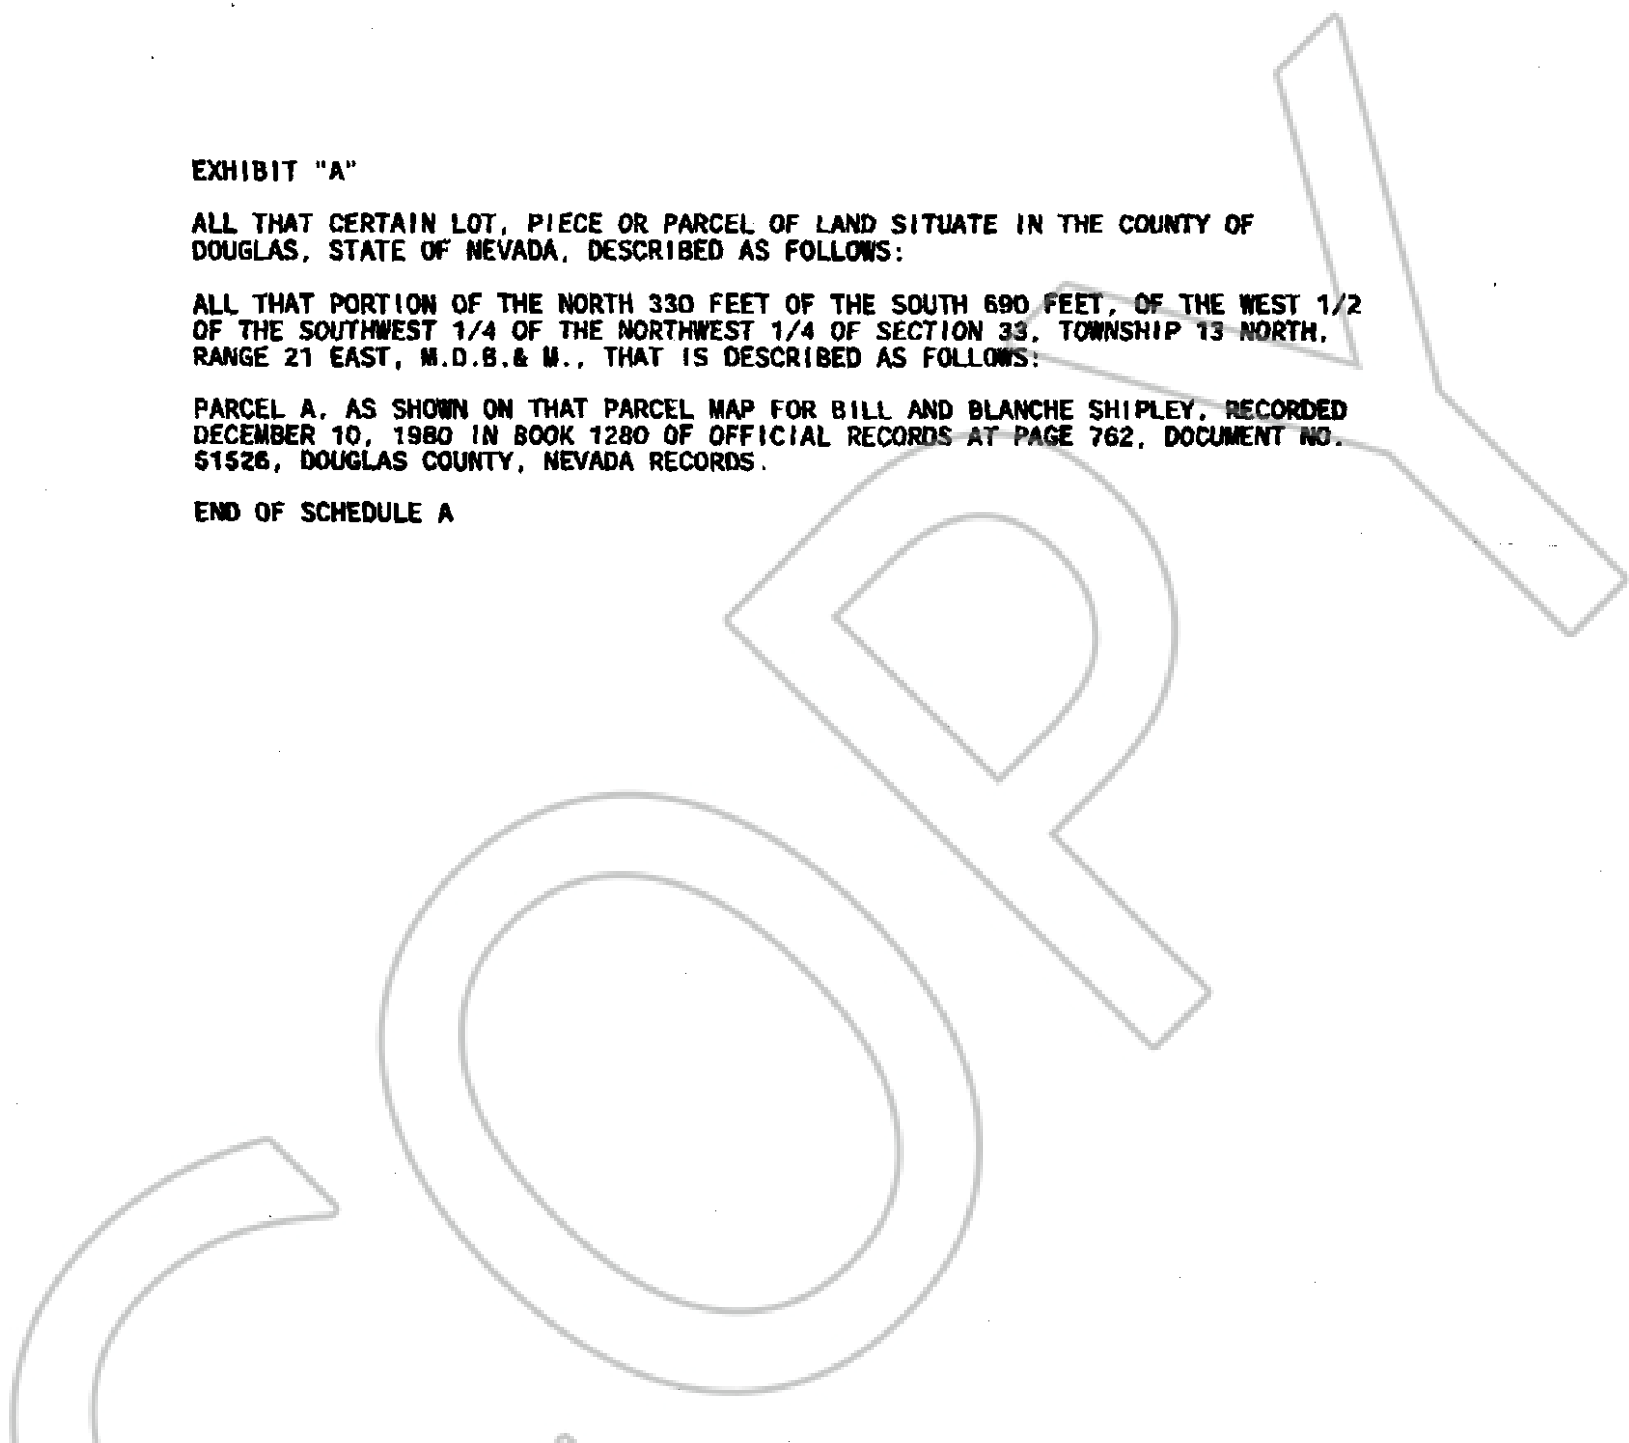 EXHIBIT "A"
ALL THAT CERTAIN LOT, PIECE OR PARCEL OF LAND SITUATE IN THE COUNTY OF
DOUGLAS, STATE OF NEVADA, DESCRIBED AS FOLLOWS:
ALL THAT PORTION OF THE NORTH 330 FEET OF THE SOUTH 690 FEET, OF THE WEST 1/2
OF THE SOUTHWEST 1/4 OF THE NORTHWEST 1/4 OF SECTION 33, TOWNSHIP 13 NORTH,
RANGE 21 EAST, M.D.B.& M., THAT IS DESCRIBED AS FOLLOWS:
PARCEL A, AS SHOWN ON THAT PARCEL MAP FOR BILL AND BLANCHE SHIPLEY, RECORDED
DECEMBER 10, 1980 IN BOOK 1280 OF OFFICIAL RECORDS AT PAGE 762, DOCUMENT NO.
51526, DOUGLAS COUNTY, NEVADA RECORDS.
END OF SCHEDULE A
COPY